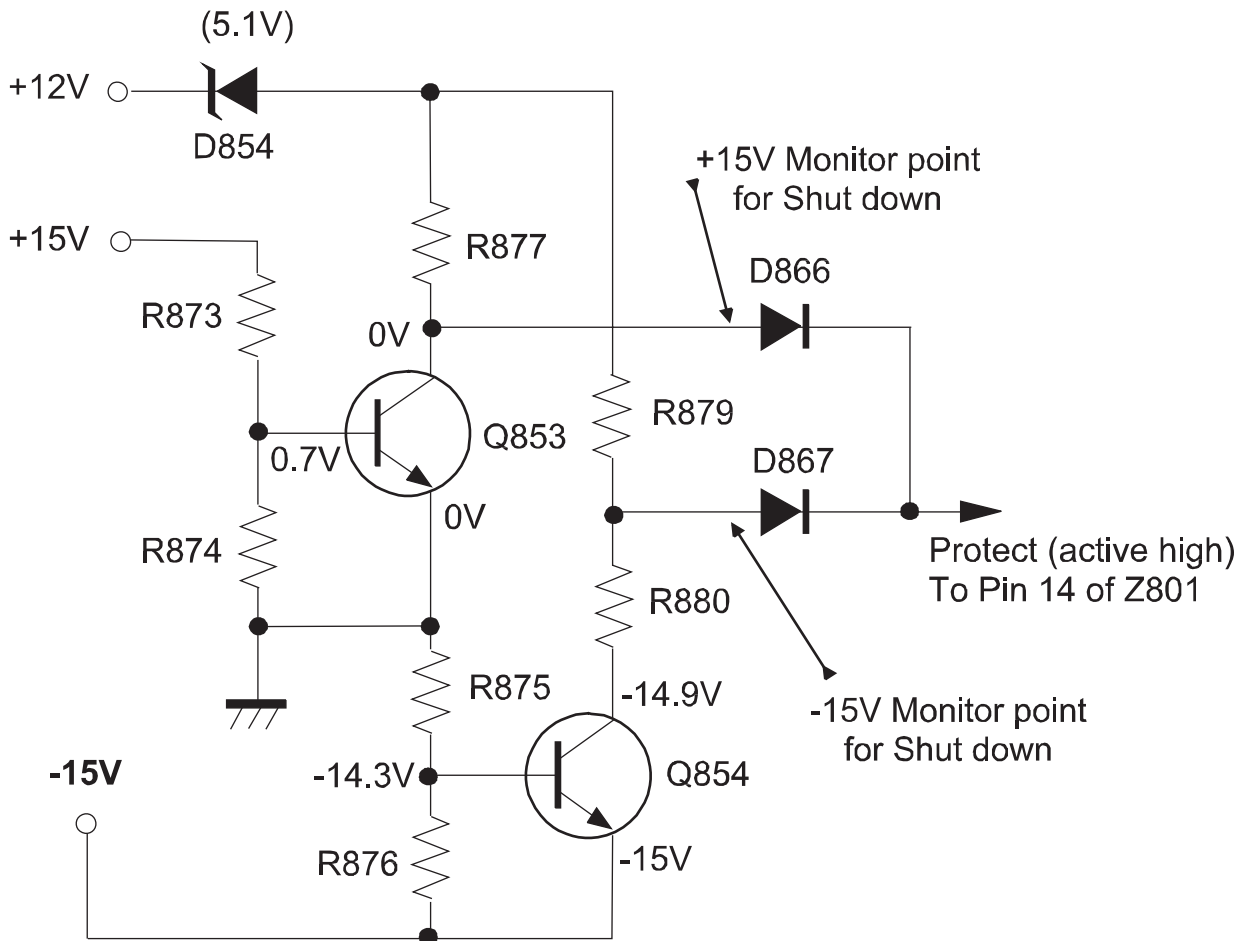 (5.1V)
+12V
D854
+15V Monitor point
for Shut down
+15V
R877
D866
R873
0V
R879
Q853
0.7V
D867
0V
R874
Protect (active high)
To Pin 14 of Z801
R880
R875
-14.9V
-15V Monitor point
for Shut down
-15V
-14.3V
Q854
R876
-15V